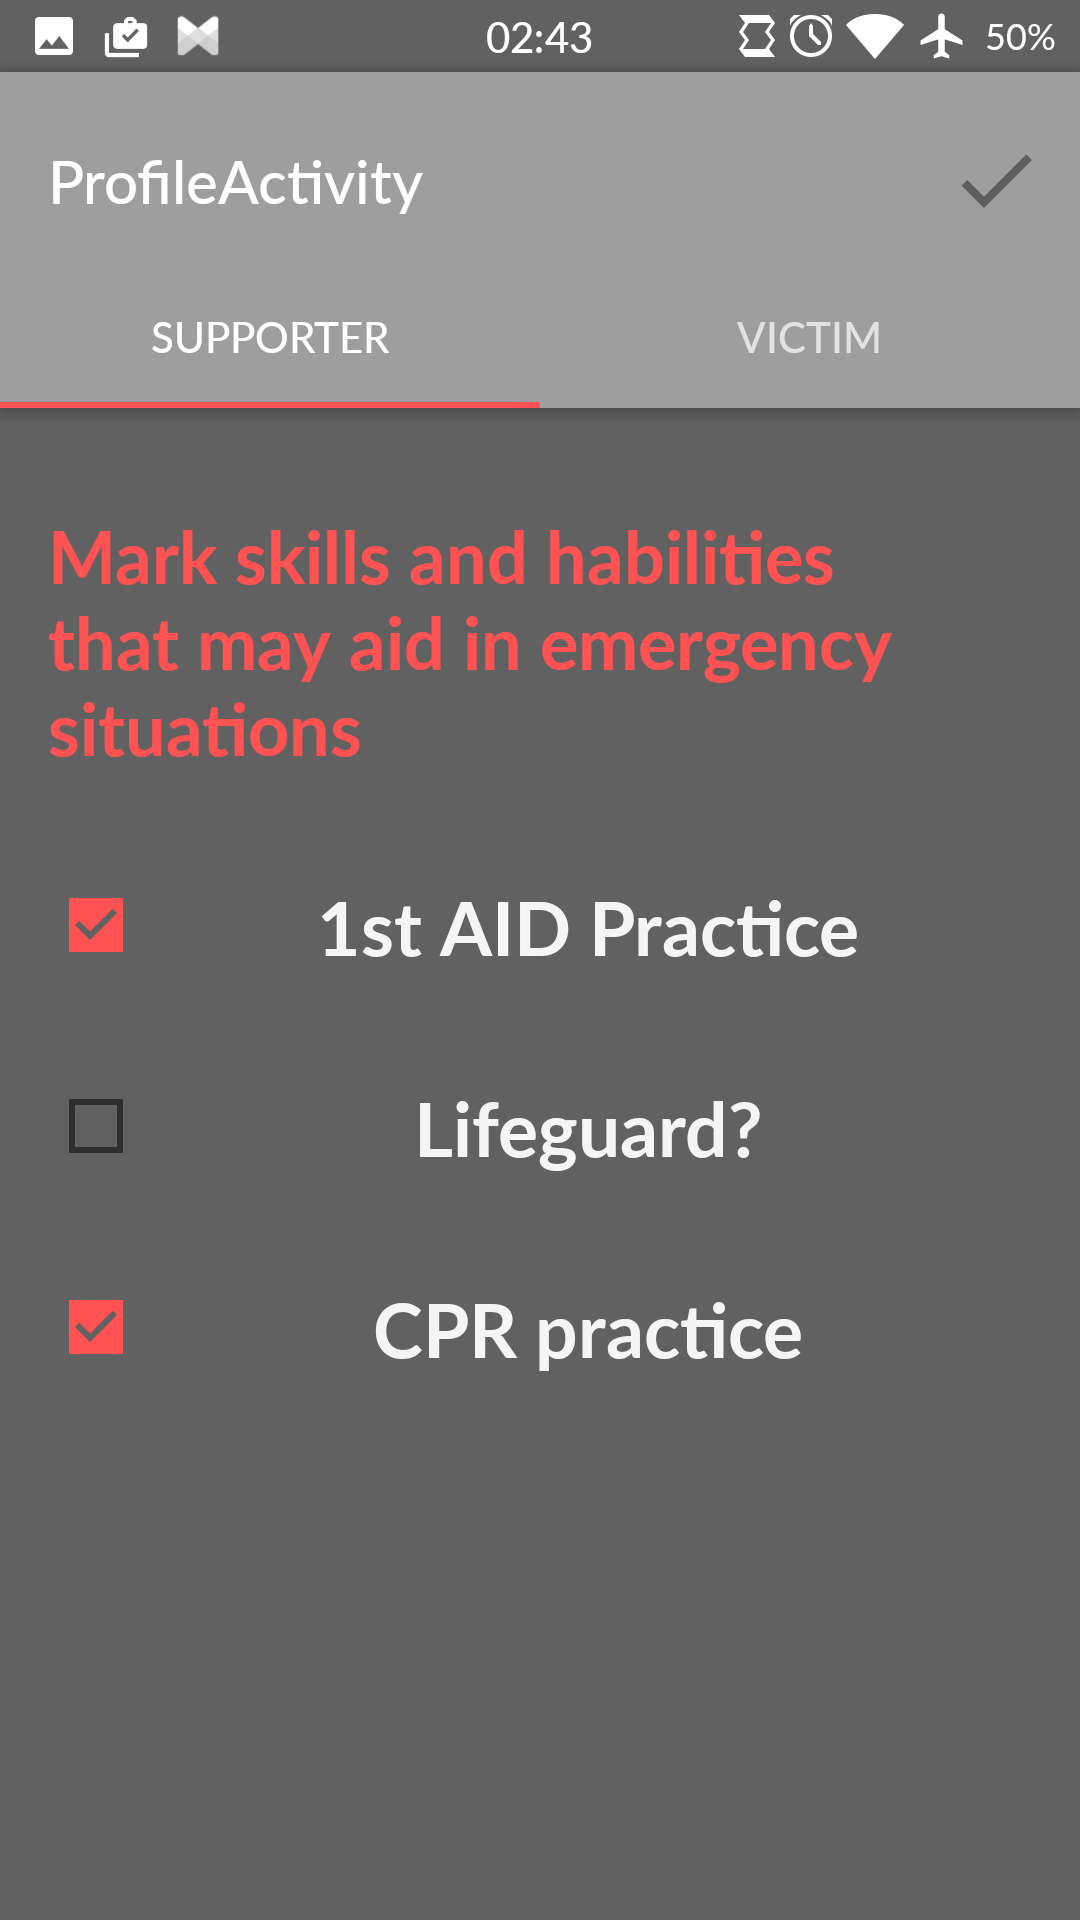 02:43
50%
ProfileActivity
SUPPORTER
VICTIM
Mark skills and habilities
that may aid in emergency
situations
1st AID Practice
Lifeguard?
CPR practice